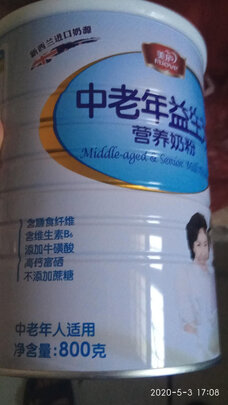 新西兰进口奶源
美庐
中老年益生
营养奶粉
Middle-aged & Senior Milk
含膳食纤维
含维生素B₆
添加牛磺酸
高钙富硒
不添加蔗糖
中老年人适用
净含量:800克
2020-5-3 17:08